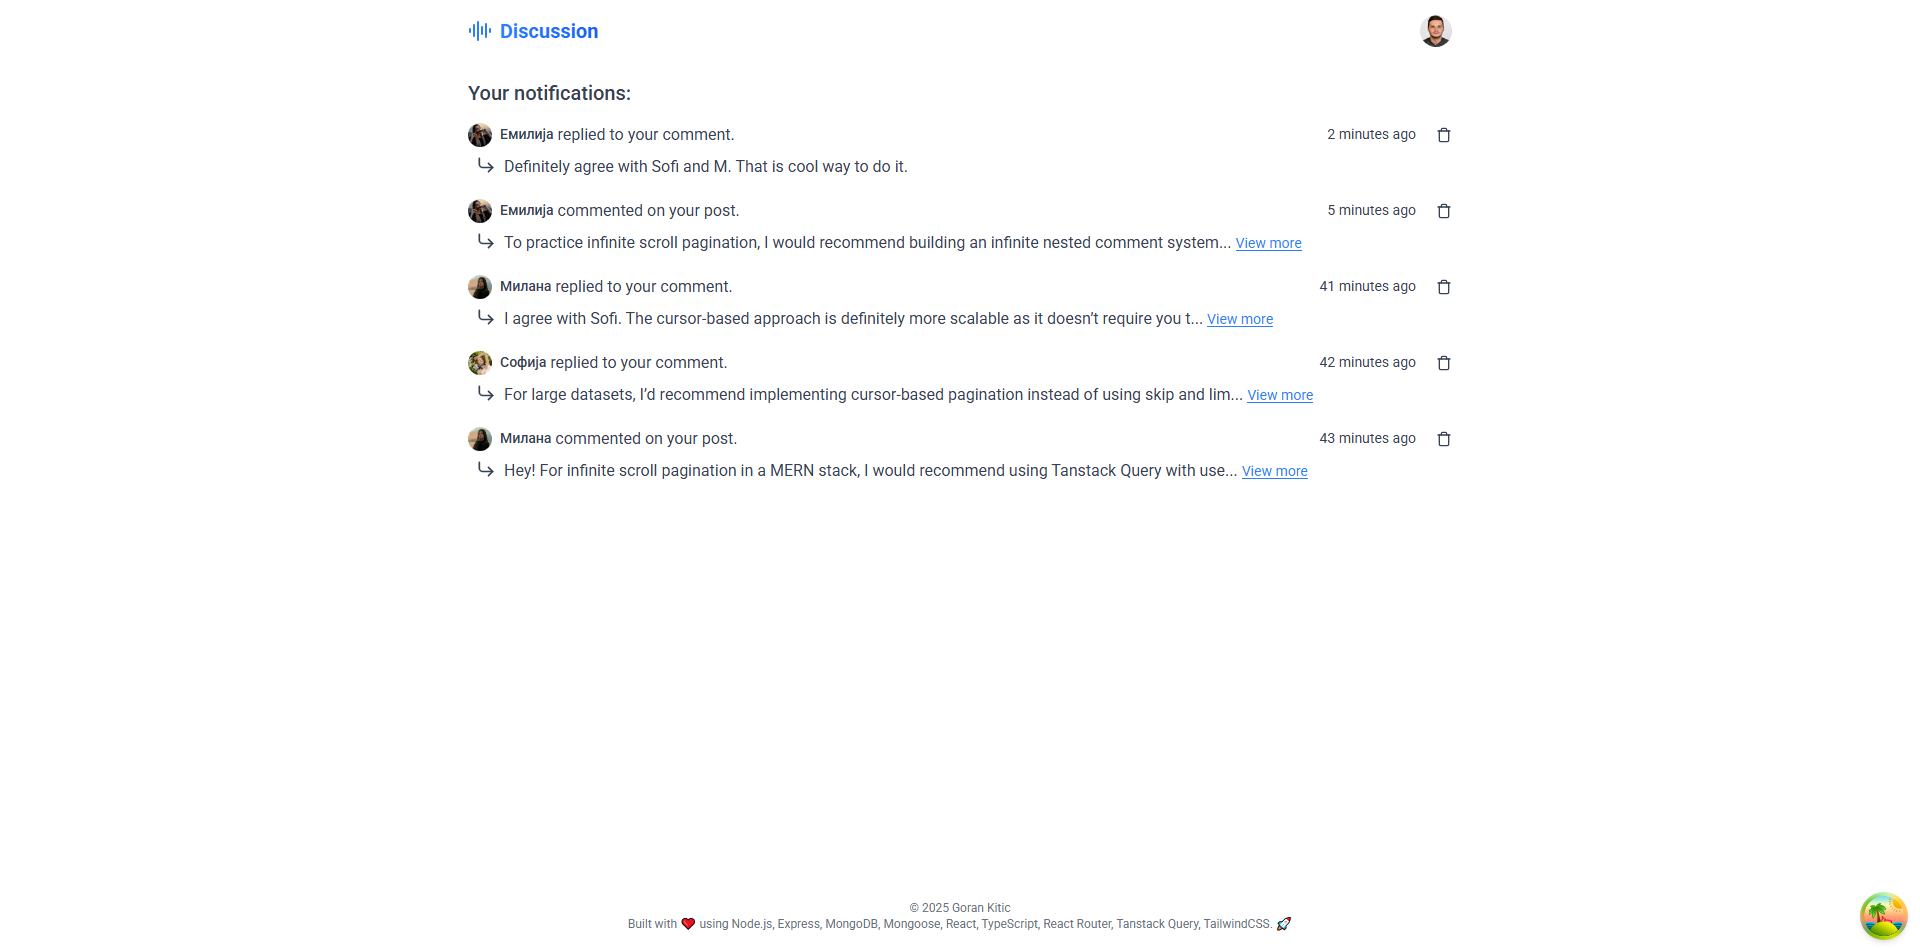 Discussion
Your notifications:
Емилија replied to your comment. 2 minutes ago
Definitely agree with Sofi and M. That is cool way to do it.
Емилија commented on your post. 5 minutes ago
To practice infinite scroll pagination, I would recommend building an infinite nested comment system... View more
Милана replied to your comment. 41 minutes ago
I agree with Sofi. The cursor-based approach is definitely more scalable as it doesn’t require you t... View more
Софија replied to your comment. 42 minutes ago
For large datasets, I’d recommend implementing cursor-based pagination instead of using skip and lim... View more
Милана commented on your post. 43 minutes ago
Hey! For infinite scroll pagination in a MERN stack, I would recommend using Tanstack Query with use... View more
© 2025 Goran Kitic
Built with ❤️ using Node.js, Express, MongoDB, Mongoose, React, TypeScript, React Router, Tanstack Query, TailwindCSS. 🚀